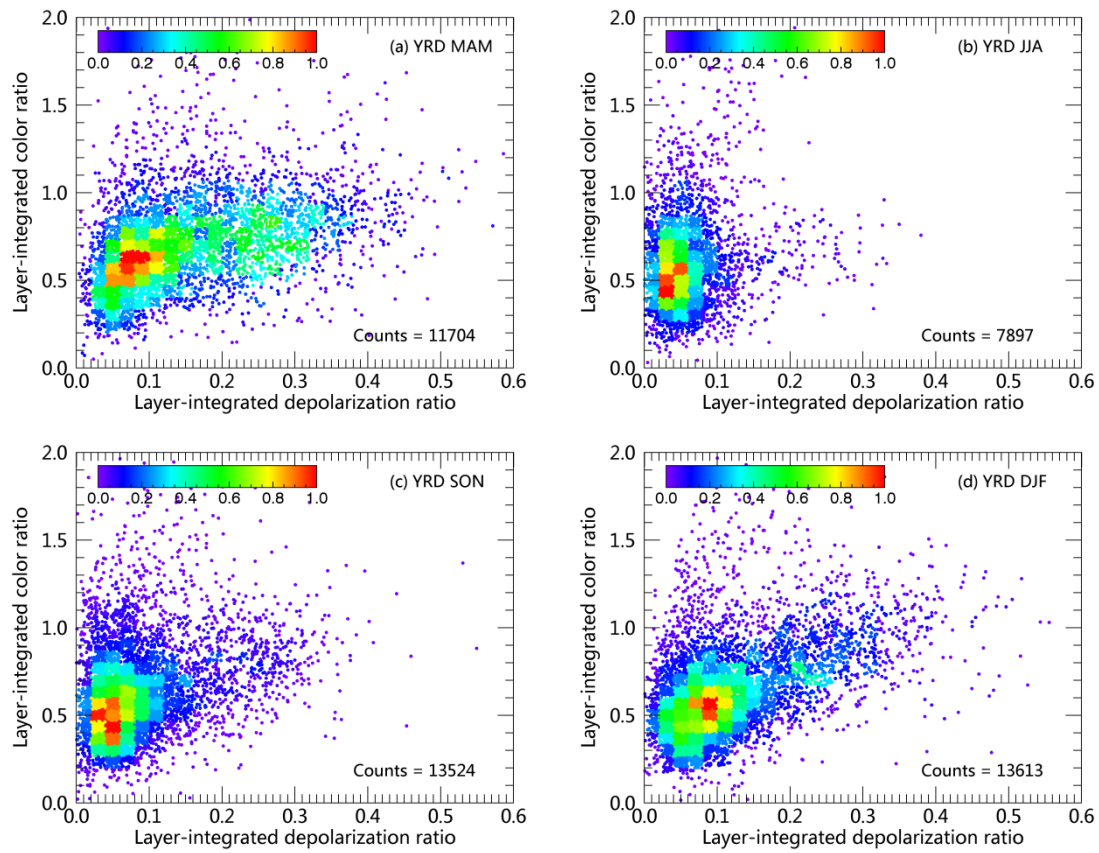 2.0
1.5
1.0
0.5
0.0
Layer-integrated color ratio
0.0 0.2 0.4 0.6 0.8 1.0
(a) YRD MAM
Counts = 11704
0.0 0.1 0.2 0.3 0.4 0.5 0.6
Layer-integrated depolarization ratio
2.0
1.5
1.0
0.5
0.0
Layer-integrated color ratio
0.0 0.2 0.4 0.6 0.8 1.0
(b) YRD JJA
Counts = 7897
0.0 0.1 0.2 0.3 0.4 0.5 0.6
Layer-integrated depolarization ratio
2.0
1.5
1.0
0.5
0.0
Layer-integrated color ratio
0.0 0.2 0.4 0.6 0.8 1.0
(c) YRD SON
Counts = 13524
0.0 0.1 0.2 0.3 0.4 0.5 0.6
Layer-integrated depolarization ratio
2.0
1.5
1.0
0.5
0.0
Layer-integrated color ratio
0.0 0.2 0.4 0.6 0.8 1.0
(d) YRD DJF
Counts = 13613
0.0 0.1 0.2 0.3 0.4 0.5 0.6
Layer-integrated depolarization ratio